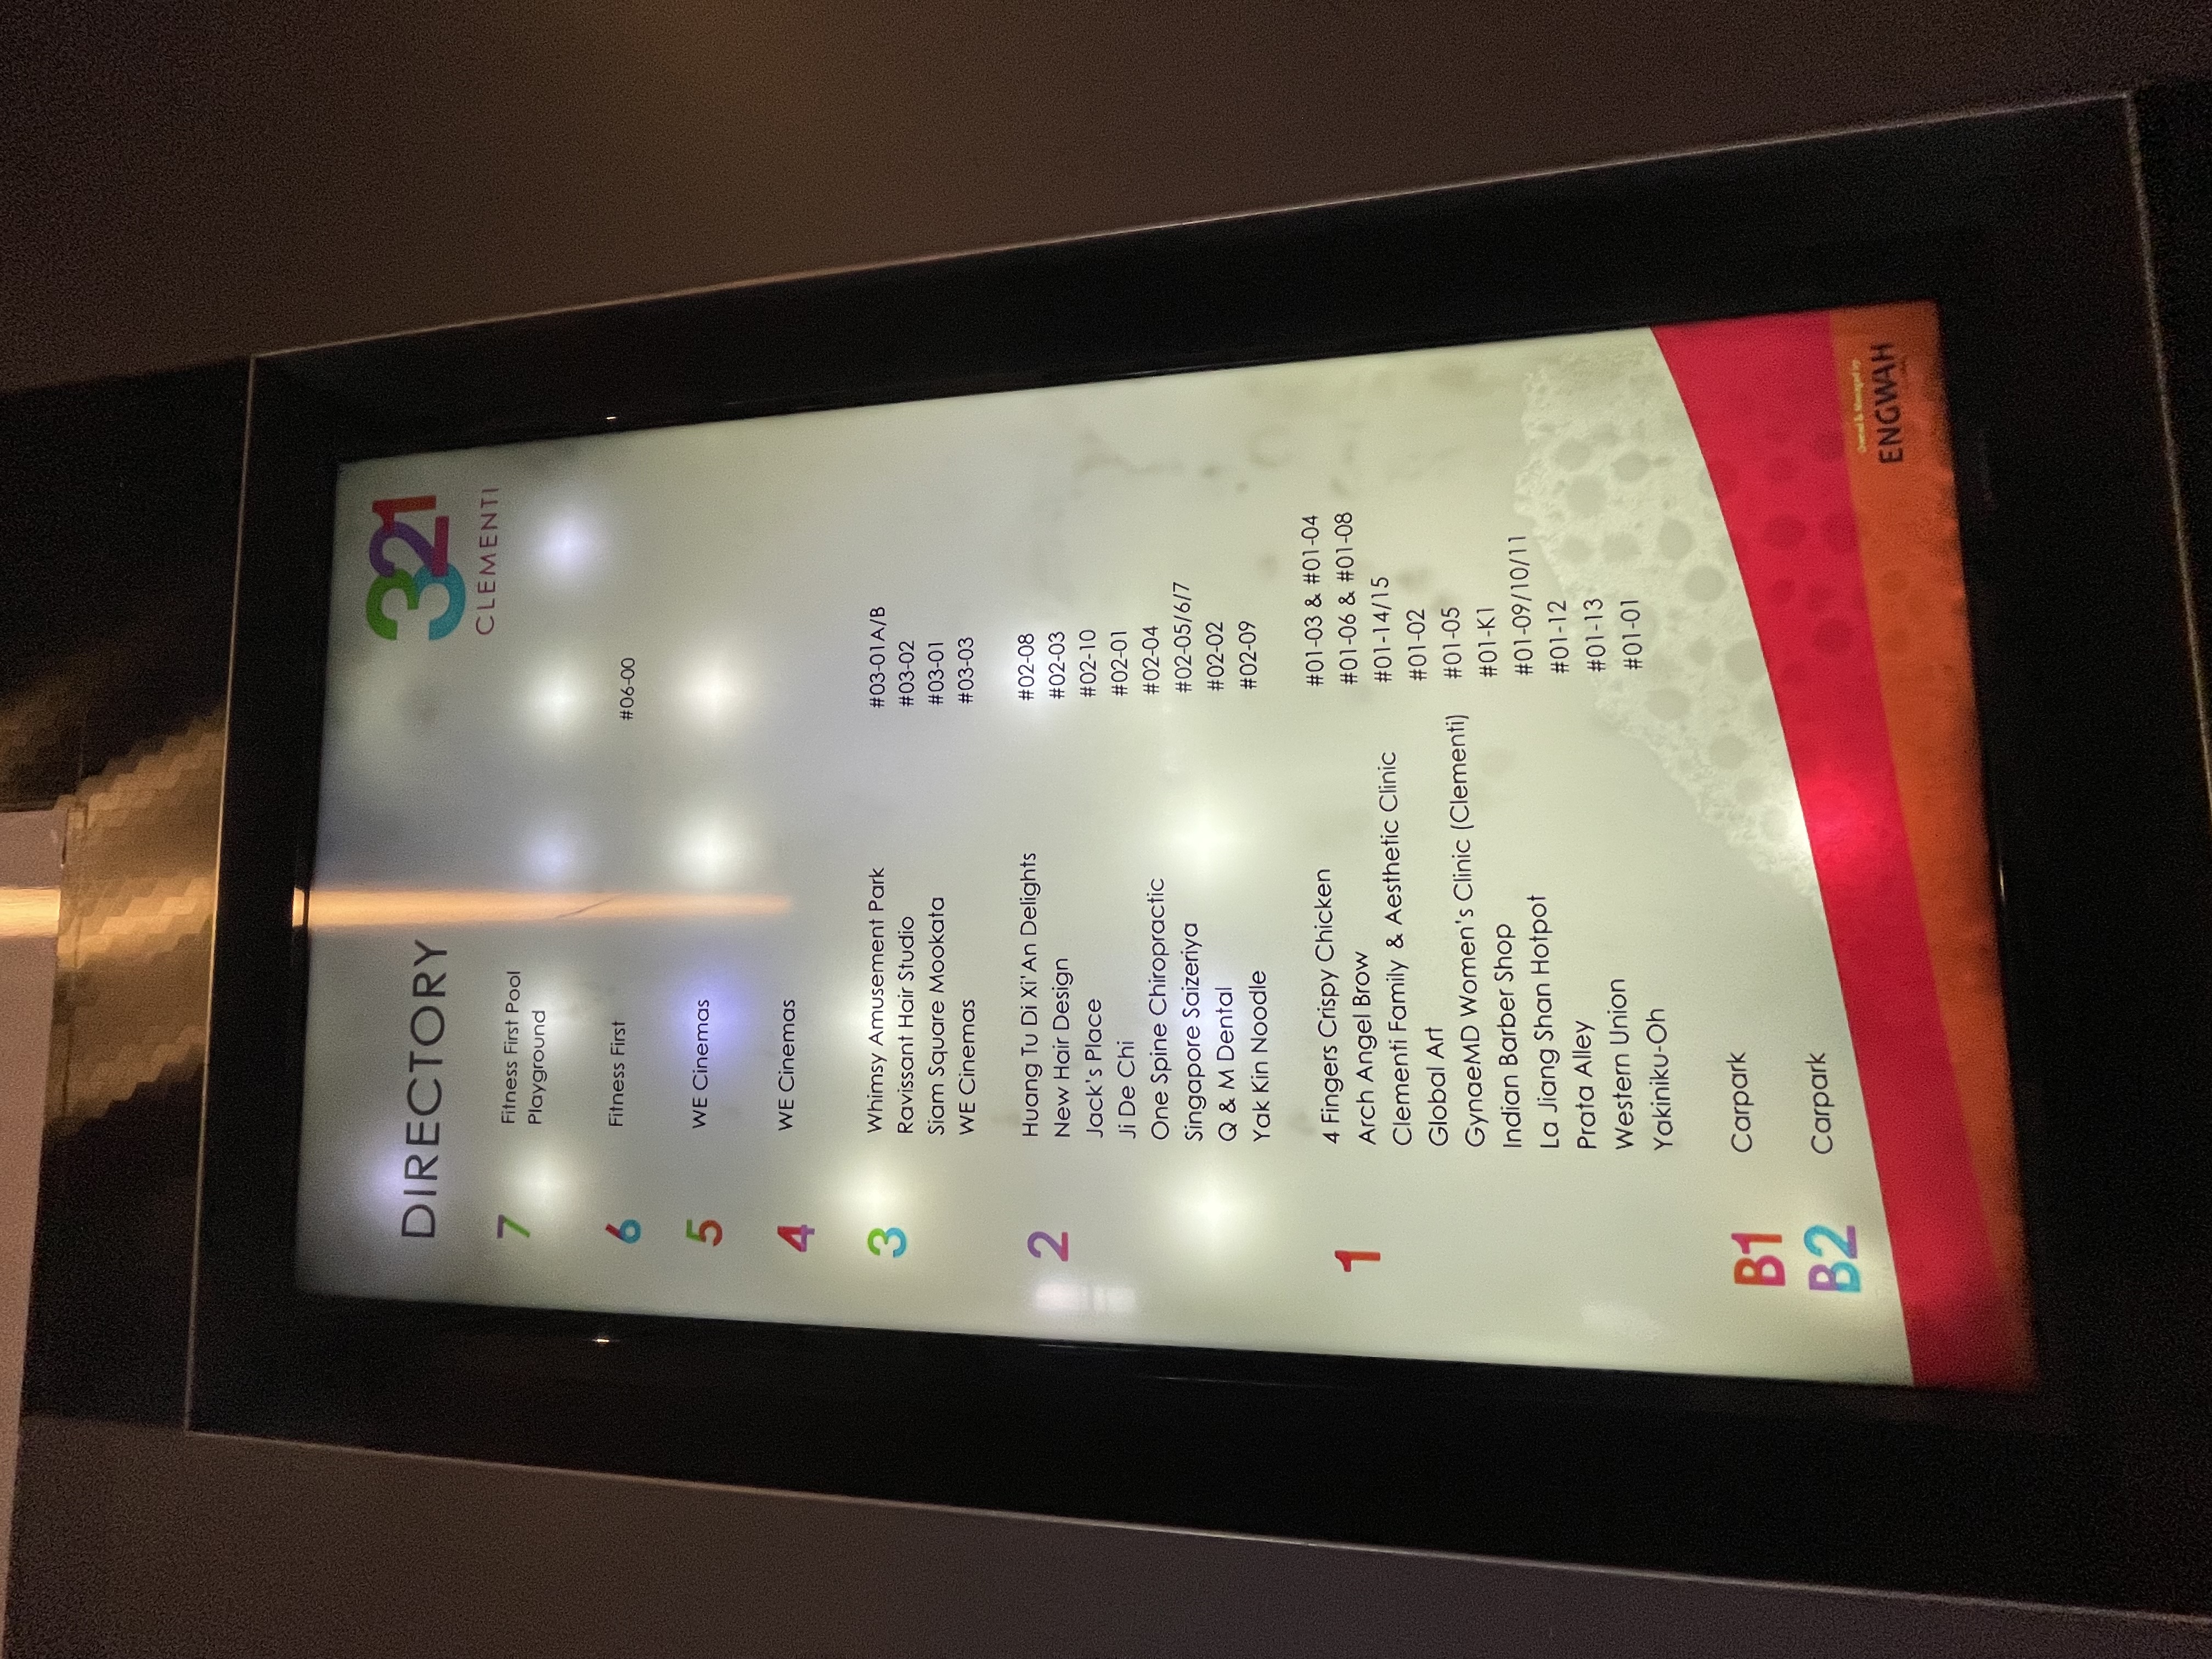 DIRECTORY
321
CLEMENTI
7 Fitness First Pool
Playground
6 Fitness First #06-00
5 WE Cinemas
4 WE Cinemas
3 Whimsy Amusement Park #03-01A/B
Ravissant Hair Studio #03-02
Siam Square Mookata #03-01
WE Cinemas #03-03
2 Huang Tu Di Xi'An Delights #02-08
New Hair Design #02-03
Jack's Place #02-10
Ji De Chi #02-01
One Spine Chiropractic #02-04
Singapore Saizeriya #02-05/6/7
Q & M Dental #02-02
Yak Kin Noodle #02-09
1 4 Fingers Crispy Chicken #01-03 & #01-04
Arch Angel Brow #01-06 & #01-08
Clementi Family & Aesthetic Clinic #01-14/15
Global Art #01-02
GynaeMD Women's Clinic (Clementi) #01-05
Indian Barber Shop #01-K1
La Jiang Shan Hotpot #01-09/10/11
Prata Alley #01-12
Western Union #01-13
Yakiniku-Oh #01-01
B1 Carpark
B2 Carpark
Owned & Managed by
ENGWAH